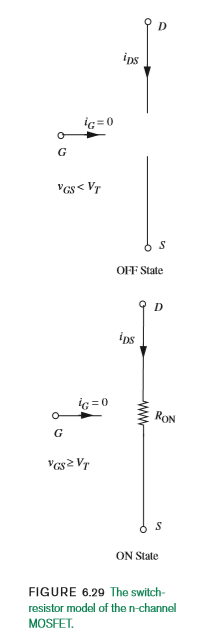 D
iDS
iG = 0
G
vGS < VT
S
OFF State
D
iDS
iG = 0
RON
G
vGS ≥ VT
S
ON State
FIGURE 6.29 The switch-
resistor model of the n-channel
MOSFET.